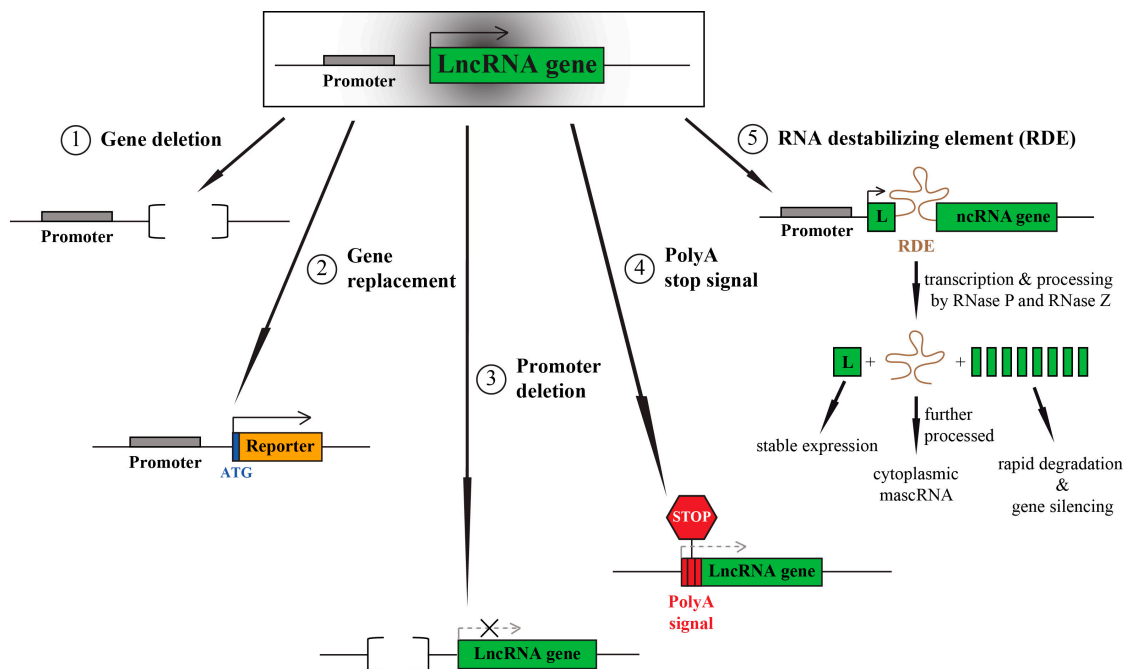 LncRNA gene
Promoter
1 Gene deletion
Promoter
2 Gene
replacement
Promoter
ATG
Reporter
3 Promoter
deletion
LncRNA gene
4 PolyA
stop signal
STOP
LncRNA gene
PolyA
signal
5 RNA destabilizing element (RDE)
L
ncRNA gene
Promoter
RDE
transcription & processing
by RNase P and RNase Z
L + +
stable expression
further
processed
cytoplasmic
mascRNA
rapid degradation
&
gene silencing